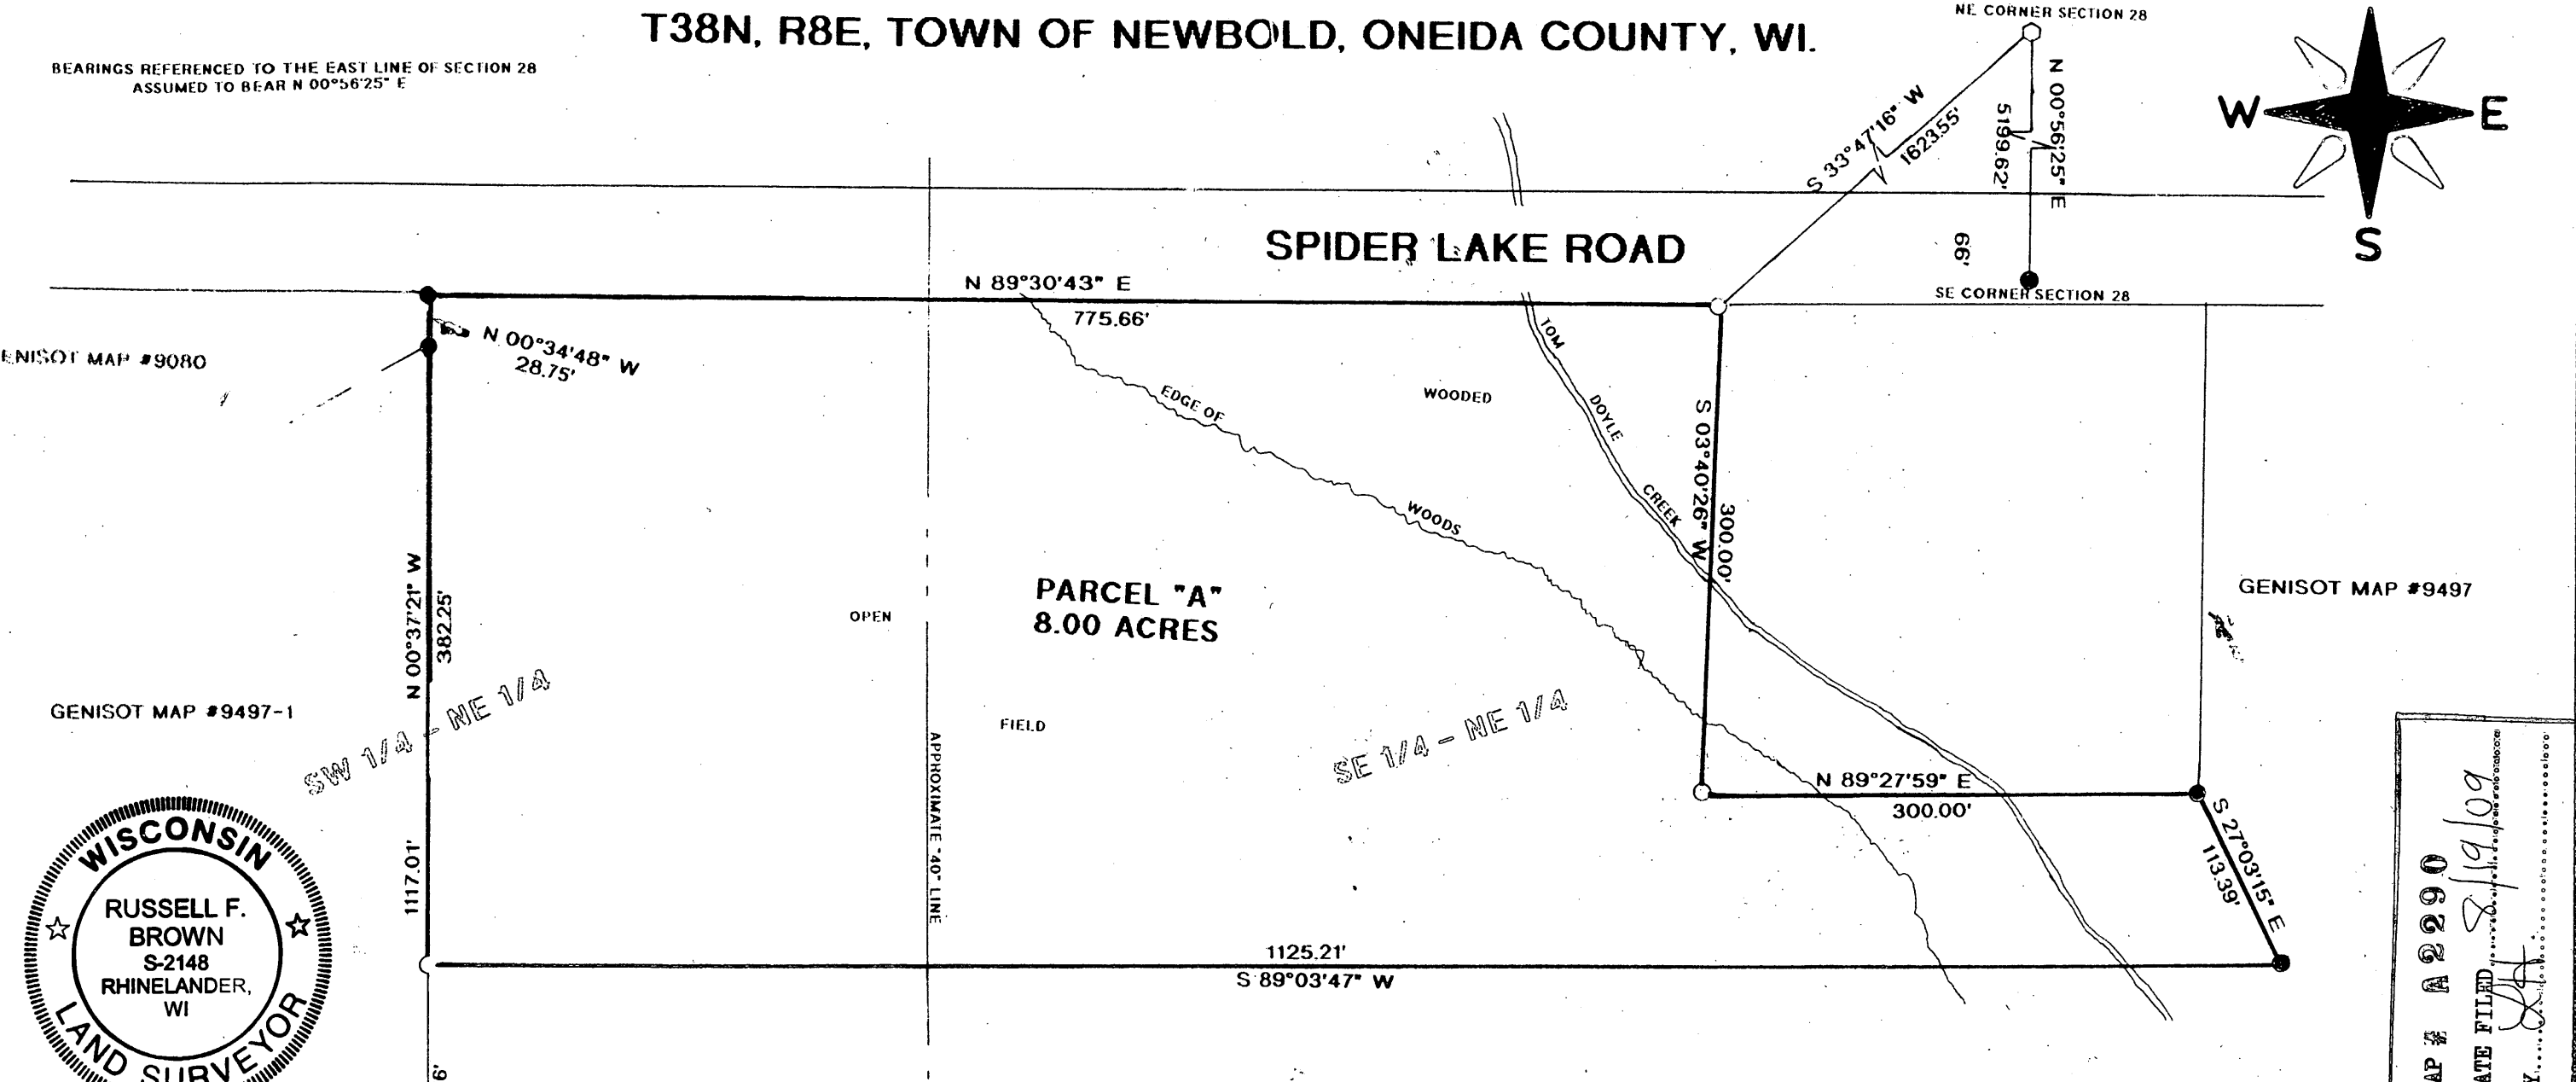 T38N, R8E, TOWN OF NEWBOLD, ONEIDA COUNTY, WI.
BEARINGS REFERENCED TO THE EAST LINE OF SECTION 28
ASSUMED TO BEAR N 00°56'25" E
NE CORNER SECTION 28
W
E
S
S 33°47'16" W
1623.55'
N 00°56'25" E
5199.62'
66'
SPIDER LAKE ROAD
SE CORNER SECTION 28
N 89°30'43" E
775.66'
N 00°34'48" W
28.75'
ENISOT MAP #9080
TOM
DOYLE
CREEK
EDGE OF
WOODS
WOODED
S 03°40'26" W
300.00'
GENISOT MAP #9497
N 00°37'21" W
382.25'
OPEN
PARCEL "A"
8.00 ACRES
GENISOT MAP #9497-1
SW 1/4 - NE 1/4
FIELD
SE 1/4 - NE 1/4
APPROXIMATE "40" LINE
N 89°27'59" E
300.00'
S 27°03'15" E
113.39'
1117.01'
1125.21'
S 89°03'47" W
WISCONSIN
RUSSELL F.
BROWN
S-2148
RHINELANDER,
WI
LAND SURVEYOR
6'
AP # A2290
ATE FILED 8/19/09
Y